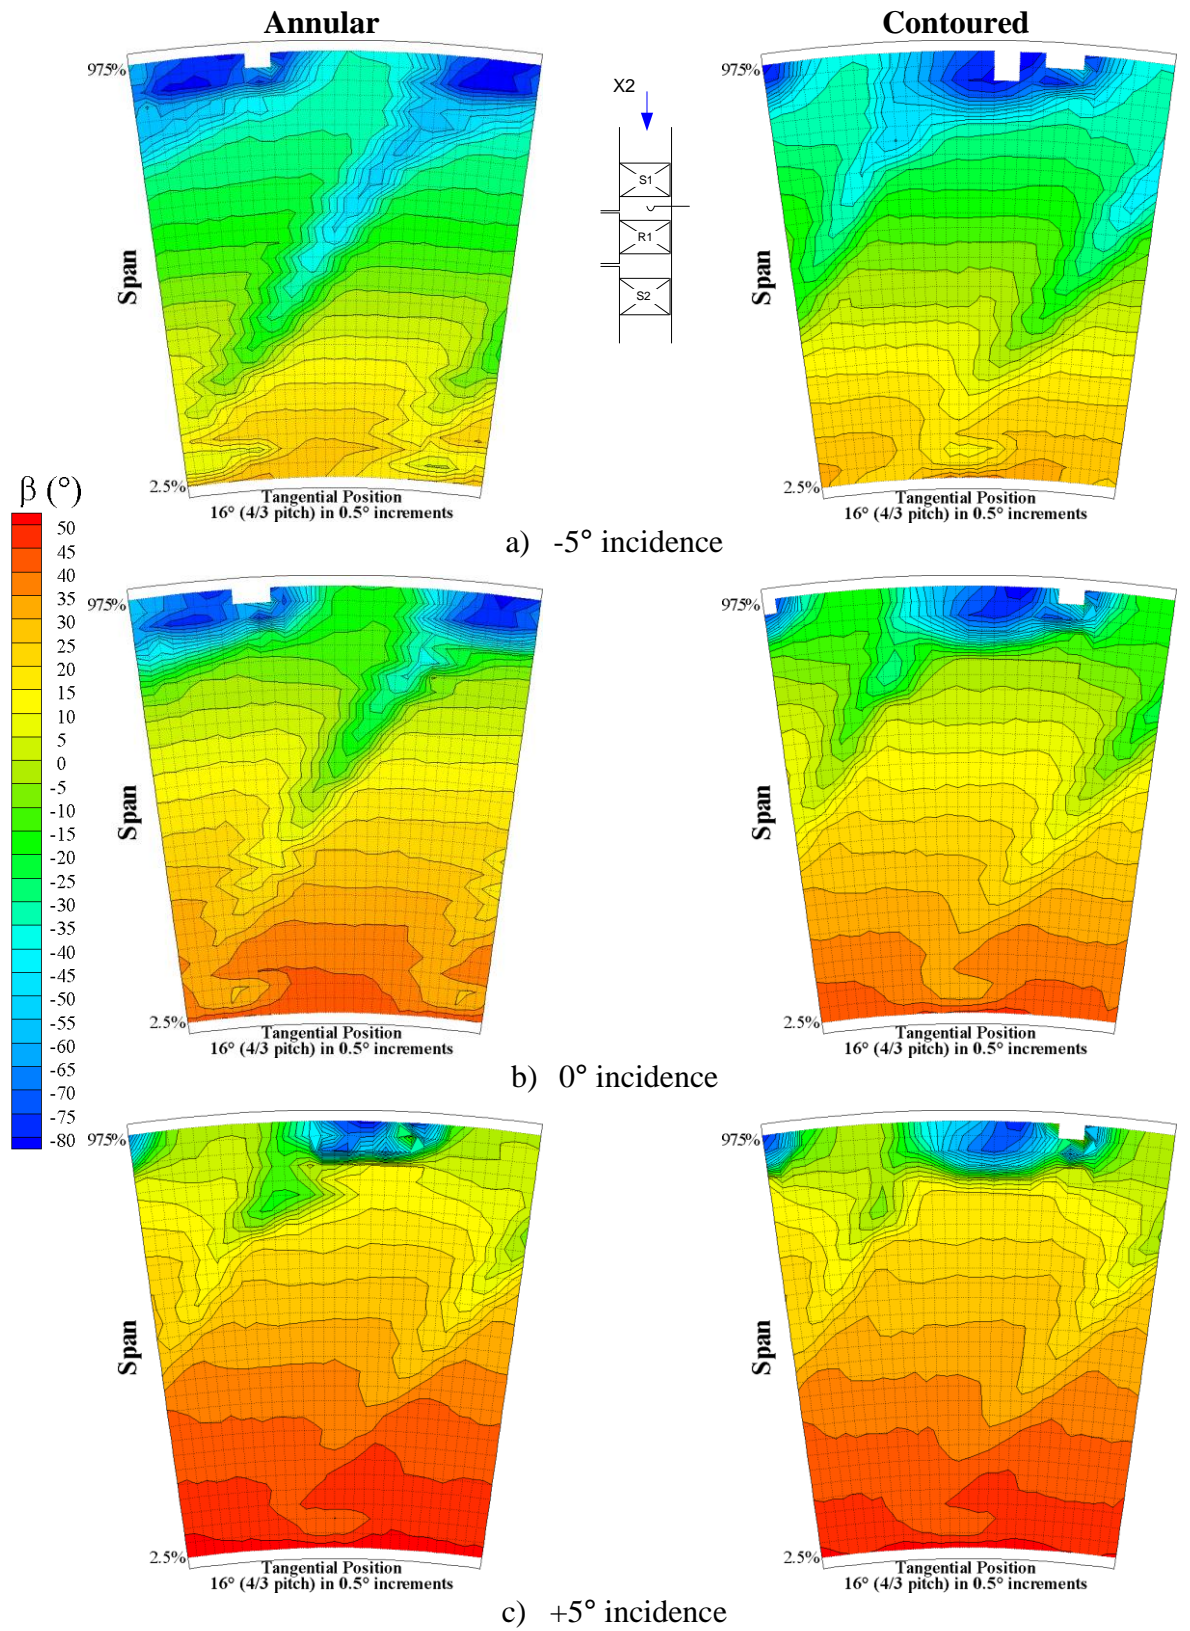 Annular
Contoured
975%
Span
2.5%
Tangential Position
16° (4/3 pitch) in 0.5° increments
X2
S1
R1
S2
975%
Span
2.5%
Tangential Position
16° (4/3 pitch) in 0.5° increments
a) -5° incidence
β (°)
50
45
40
35
30
25
20
15
10
5
0
-5
-10
-15
-20
-25
-30
-35
-40
-45
-50
-55
-60
-65
-70
-75
-80
975%
Span
2.5%
Tangential Position
16° (4/3 pitch) in 0.5° increments
975%
Span
2.5%
Tangential Position
16° (4/3 pitch) in 0.5° increments
b) 0° incidence
975%
Span
2.5%
Tangential Position
16° (4/3 pitch) in 0.5° increments
975%
Span
2.5%
Tangential Position
16° (4/3 pitch) in 0.5° increments
c) +5° incidence